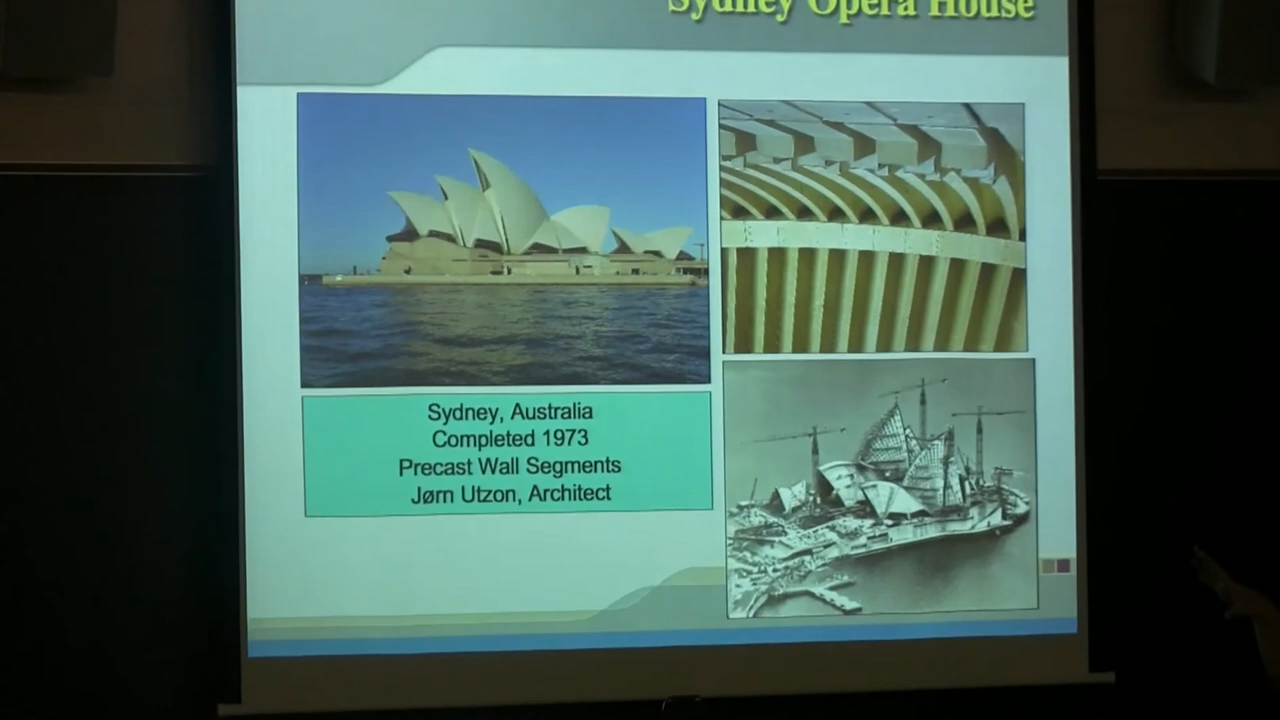 Sydney Opera House
Sydney, Australia
Completed 1973
Precast Wall Segments
Jørn Utzon, Architect